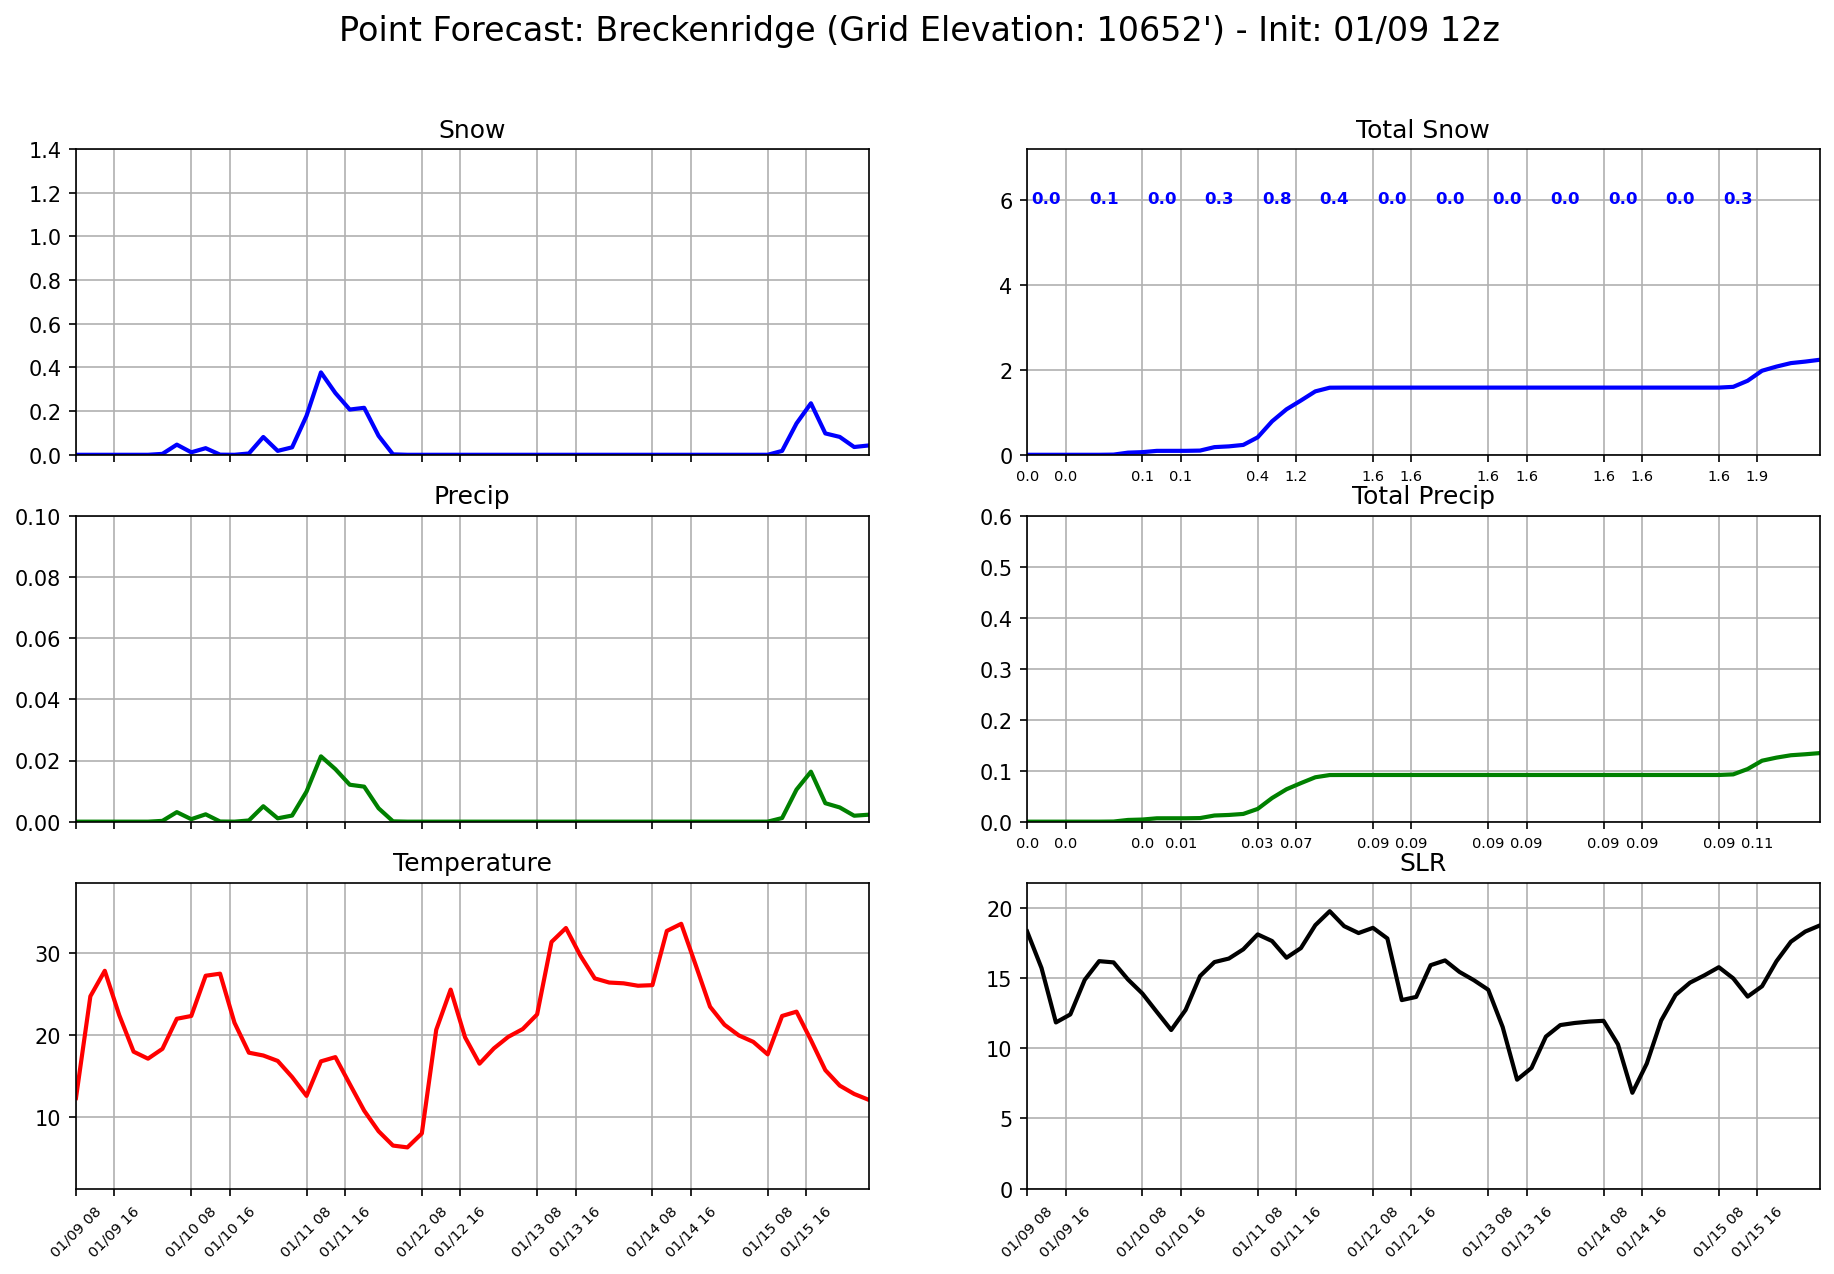 Point Forecast: Breckenridge (Grid Elevation: 10652') - Init: 01/09 12z
Snow
1.4
1.2
1.0
0.8
0.6
0.4
0.2
0.0
Total Snow
6
4
2
0
0.0 0.1 0.0 0.3 0.8 0.4 0.0 0.0 0.0 0.0 0.0 0.0 0.3
0.0 0.0 0.1 0.1 0.4 1.2 1.6 1.6 1.6 1.6 1.6 1.6 1.6 1.9
Precip
0.10
0.08
0.06
0.04
0.02
0.00
Total Precip
0.6
0.5
0.4
0.3
0.2
0.1
0.0
0.0 0.0 0.0 0.01 0.03 0.07 0.09 0.09 0.09 0.09 0.09 0.09 0.09 0.11
Temperature
30
20
10
01/09 08 01/09 16 01/10 08 01/10 16 01/11 08 01/11 16 01/12 08 01/12 16 01/13 08 01/13 16 01/14 08 01/14 16 01/15 08 01/15 16
SLR
20
15
10
5
0
01/09 08 01/09 16 01/10 08 01/10 16 01/11 08 01/11 16 01/12 08 01/12 16 01/13 08 01/13 16 01/14 08 01/14 16 01/15 08 01/15 16